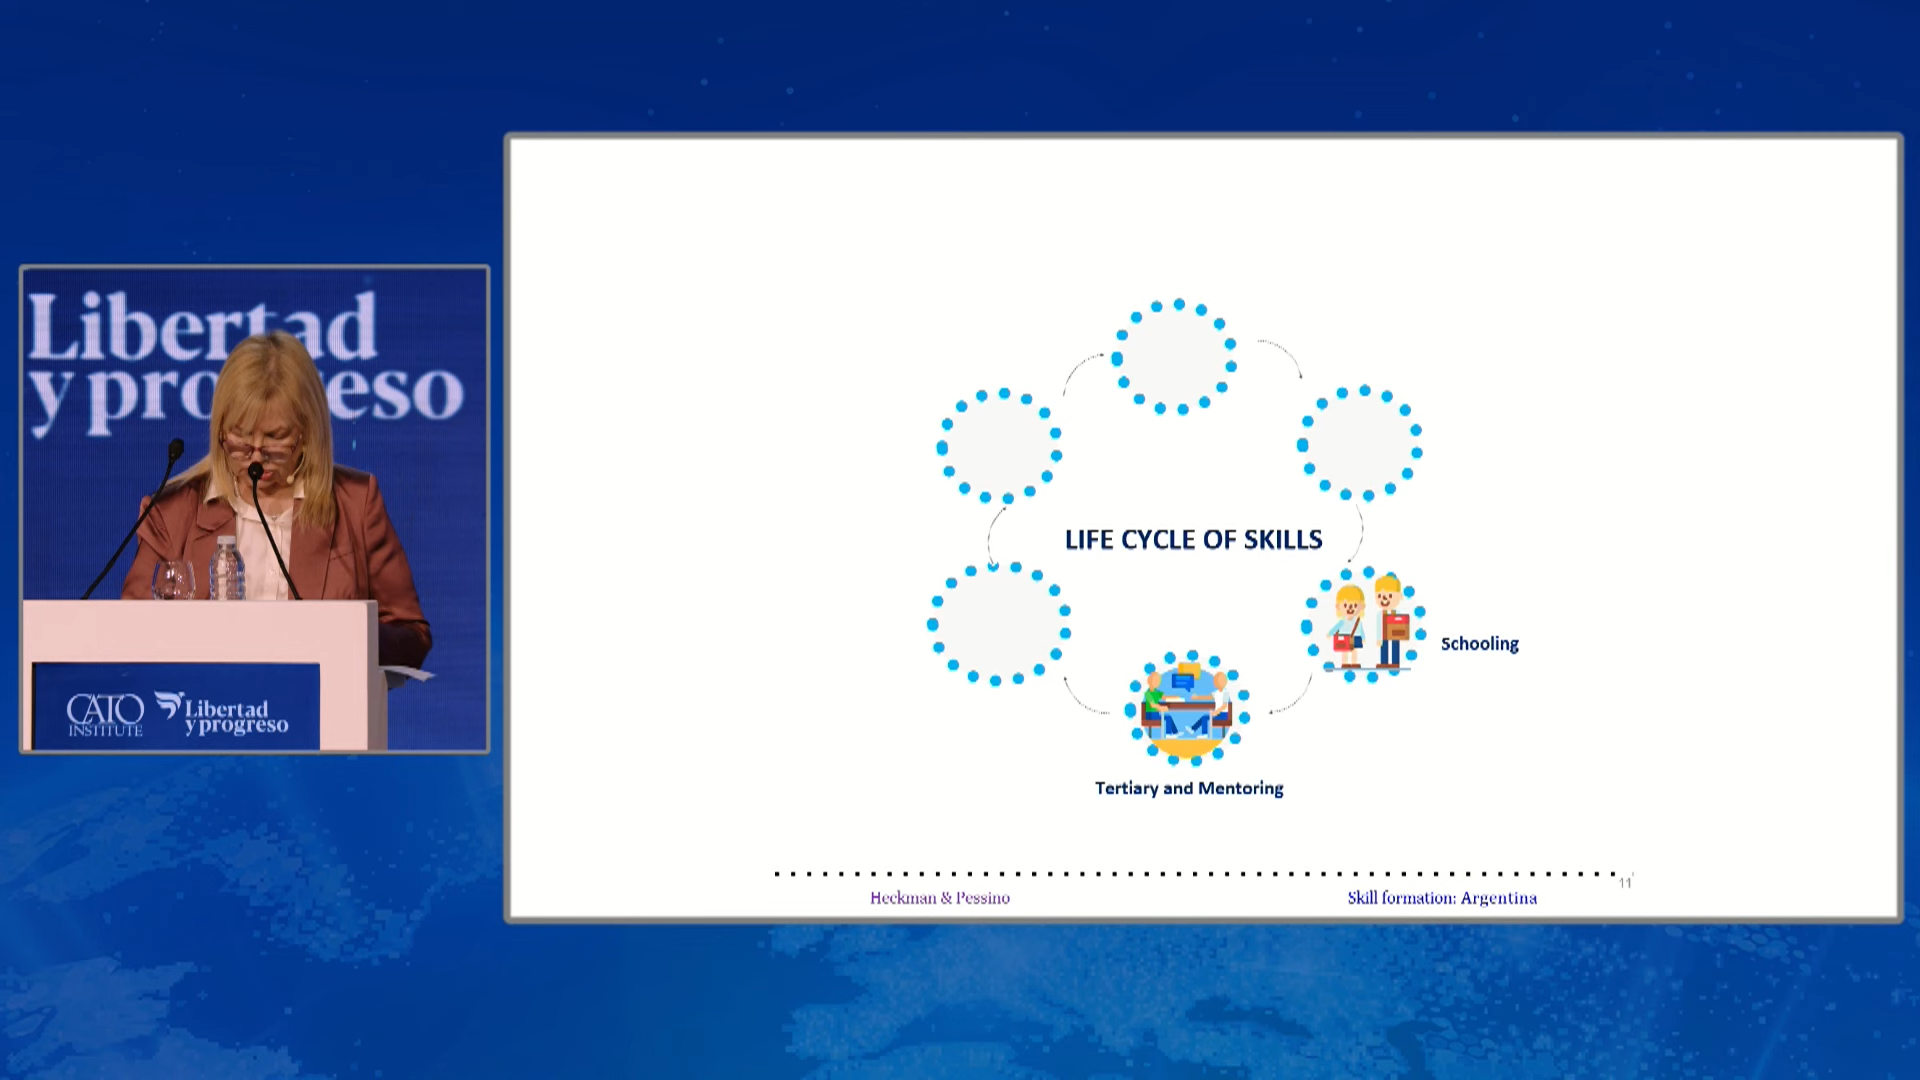 Libertad
y progreso
CATO
INSTITUTE
Libertad
y progreso
LIFE CYCLE OF SKILLS
Schooling
Tertiary and Mentoring
11
Heckman & Pessino
Skill formation: Argentina